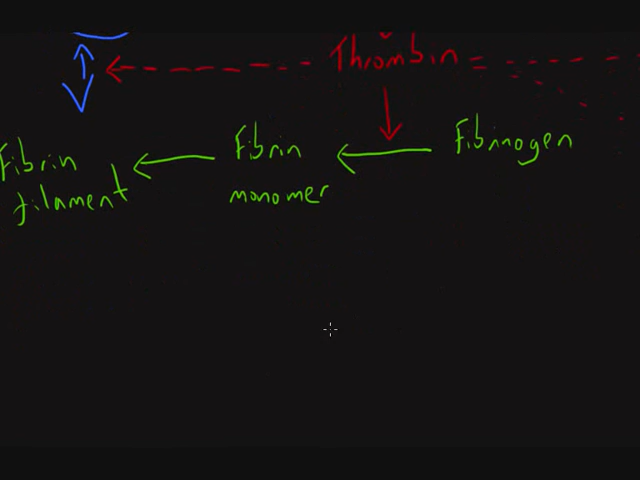 Thrombin
Fibrin
filament
Fibrin
monomer
Fibrinogen